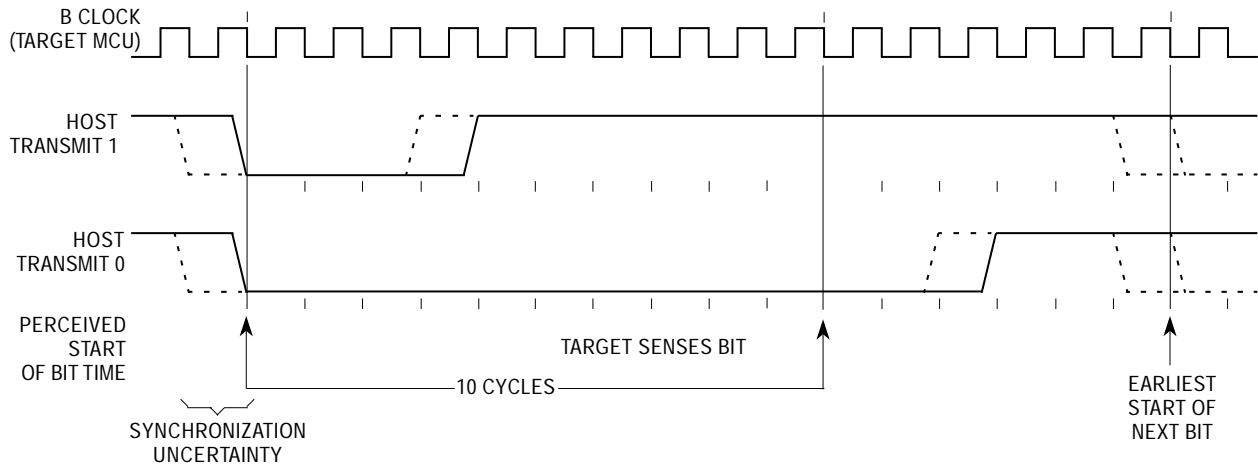 B CLOCK
(TARGET MCU)
HOST
TRANSMIT 1
HOST
TRANSMIT 0
PERCEIVED
START
OF BIT TIME
TARGET SENSES BIT
10 CYCLES
EARLIEST
START OF
NEXT BIT
SYNCHRONIZATION
UNCERTAINTY